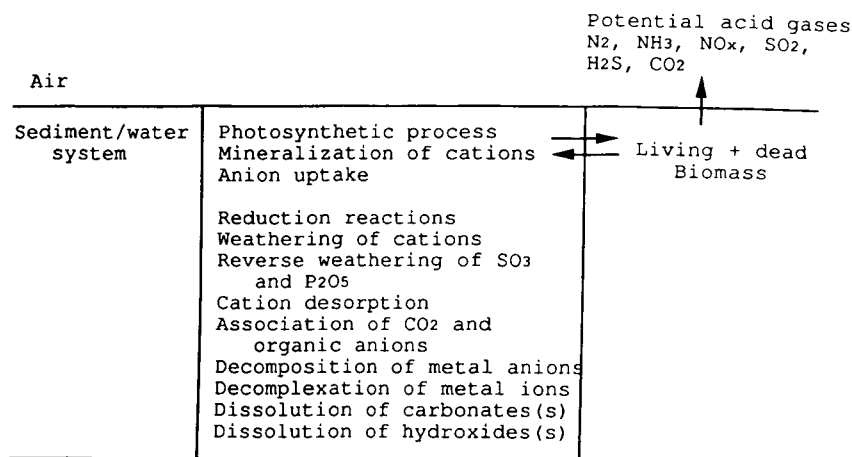 Potential acid gases
N2, NH3, NOx, SO2,
H2S, CO2
Air
Sediment/water
system
Photosynthetic process
Mineralization of cations
Anion uptake
Living + dead
Biomass
Reduction reactions
Weathering of cations
Reverse weathering of SO3
and P2O5
Cation desorption
Association of CO2 and
organic anions
Decomposition of metal anions
Decomplexation of metal ions
Dissolution of carbonates(s)
Dissolution of hydroxides(s)